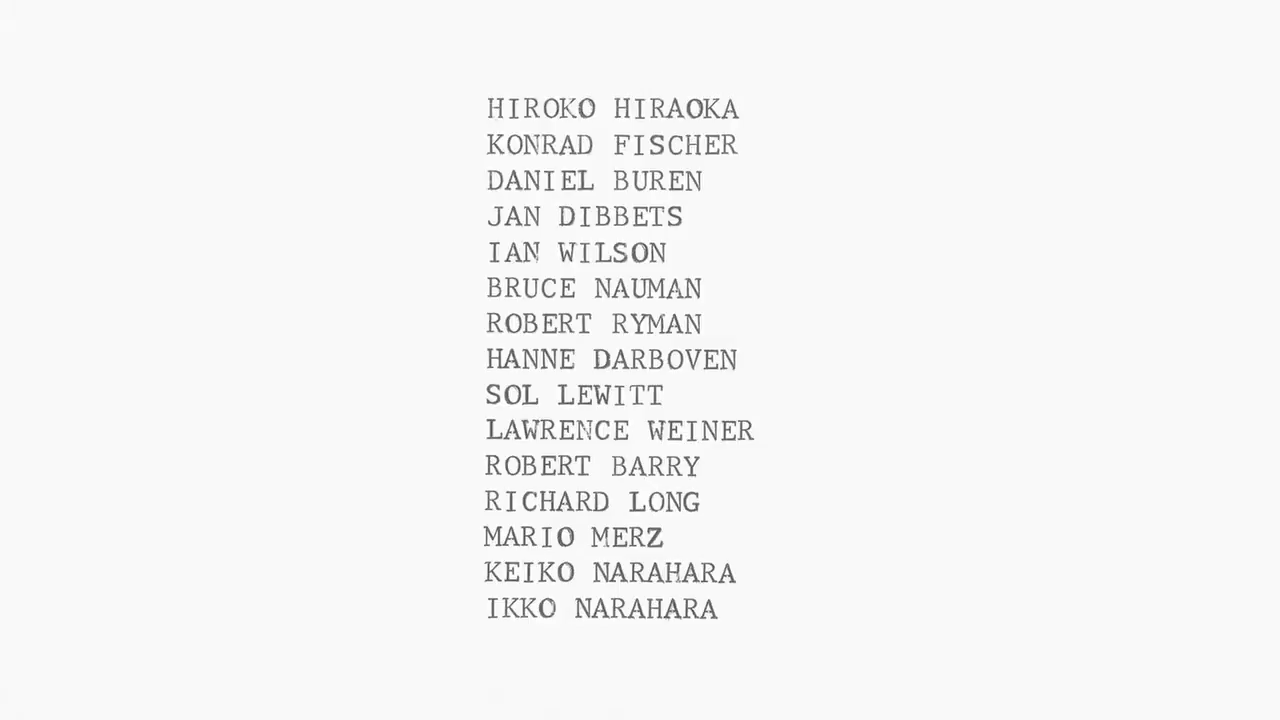 HIROKO HIRAOKA
KONRAD FISCHER
DANIEL BUREN
JAN DIBBETS
IAN WILSON
BRUCE NAUMAN
ROBERT RYMAN
HANNE DARBOVEN
SOL LEWITT
LAWRENCE WEINER
ROBERT BARRY
RICHARD LONG
MARIO MERZ
KEIKO NARAHARA
IKKO NARAHARA